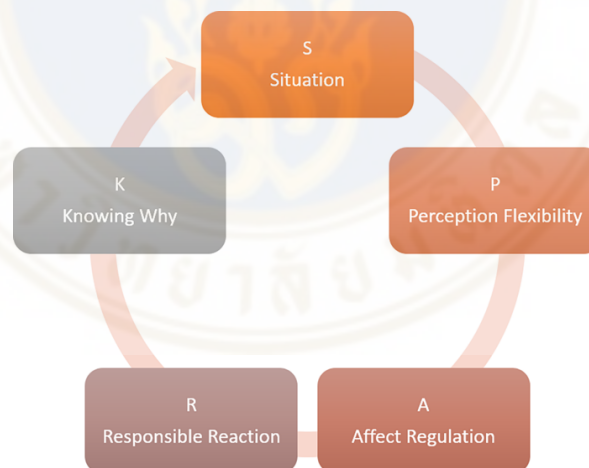 S
Situation
P
Perception Flexibility
A
Affect Regulation
R
Responsible Reaction
K
Knowing Why